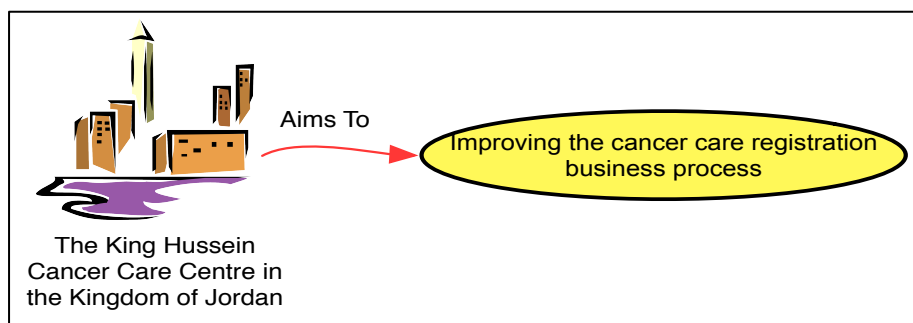 Aims To
Improving the cancer care registration
business process
The King Hussein
Cancer Care Centre in
the Kingdom of Jordan